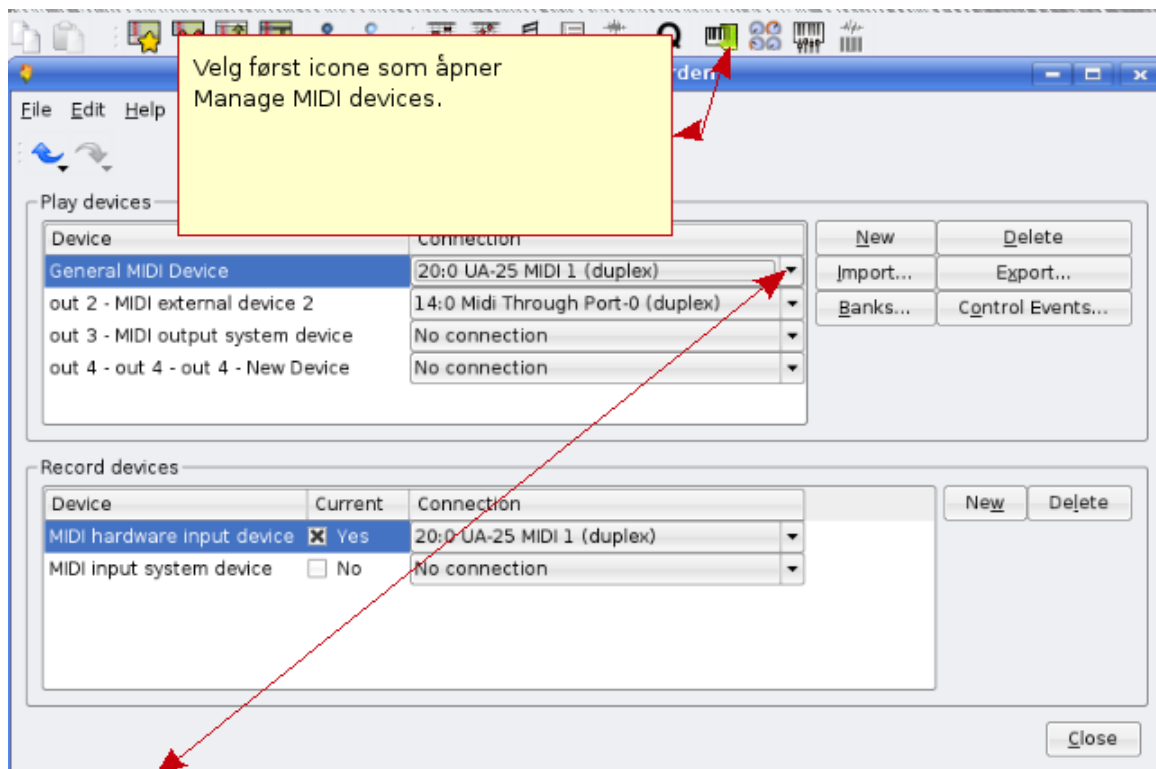 Velg først icone som åpner
Manage MIDI devices.
File Edit Help
Play devices
Device Connection
General MIDI Device 20:0 UA-25 MIDI 1 (duplex)
out 2 - MIDI external device 2 14:0 Midi Through Port-0 (duplex)
out 3 - MIDI output system device No connection
out 4 - out 4 - out 4 - New Device No connection
New Delete
Import... Export...
Banks... Control Events...
Record devices
Device Current Connection
MIDI hardware input device Yes 20:0 UA-25 MIDI 1 (duplex)
MIDI input system device No No connection
New Delete
Close